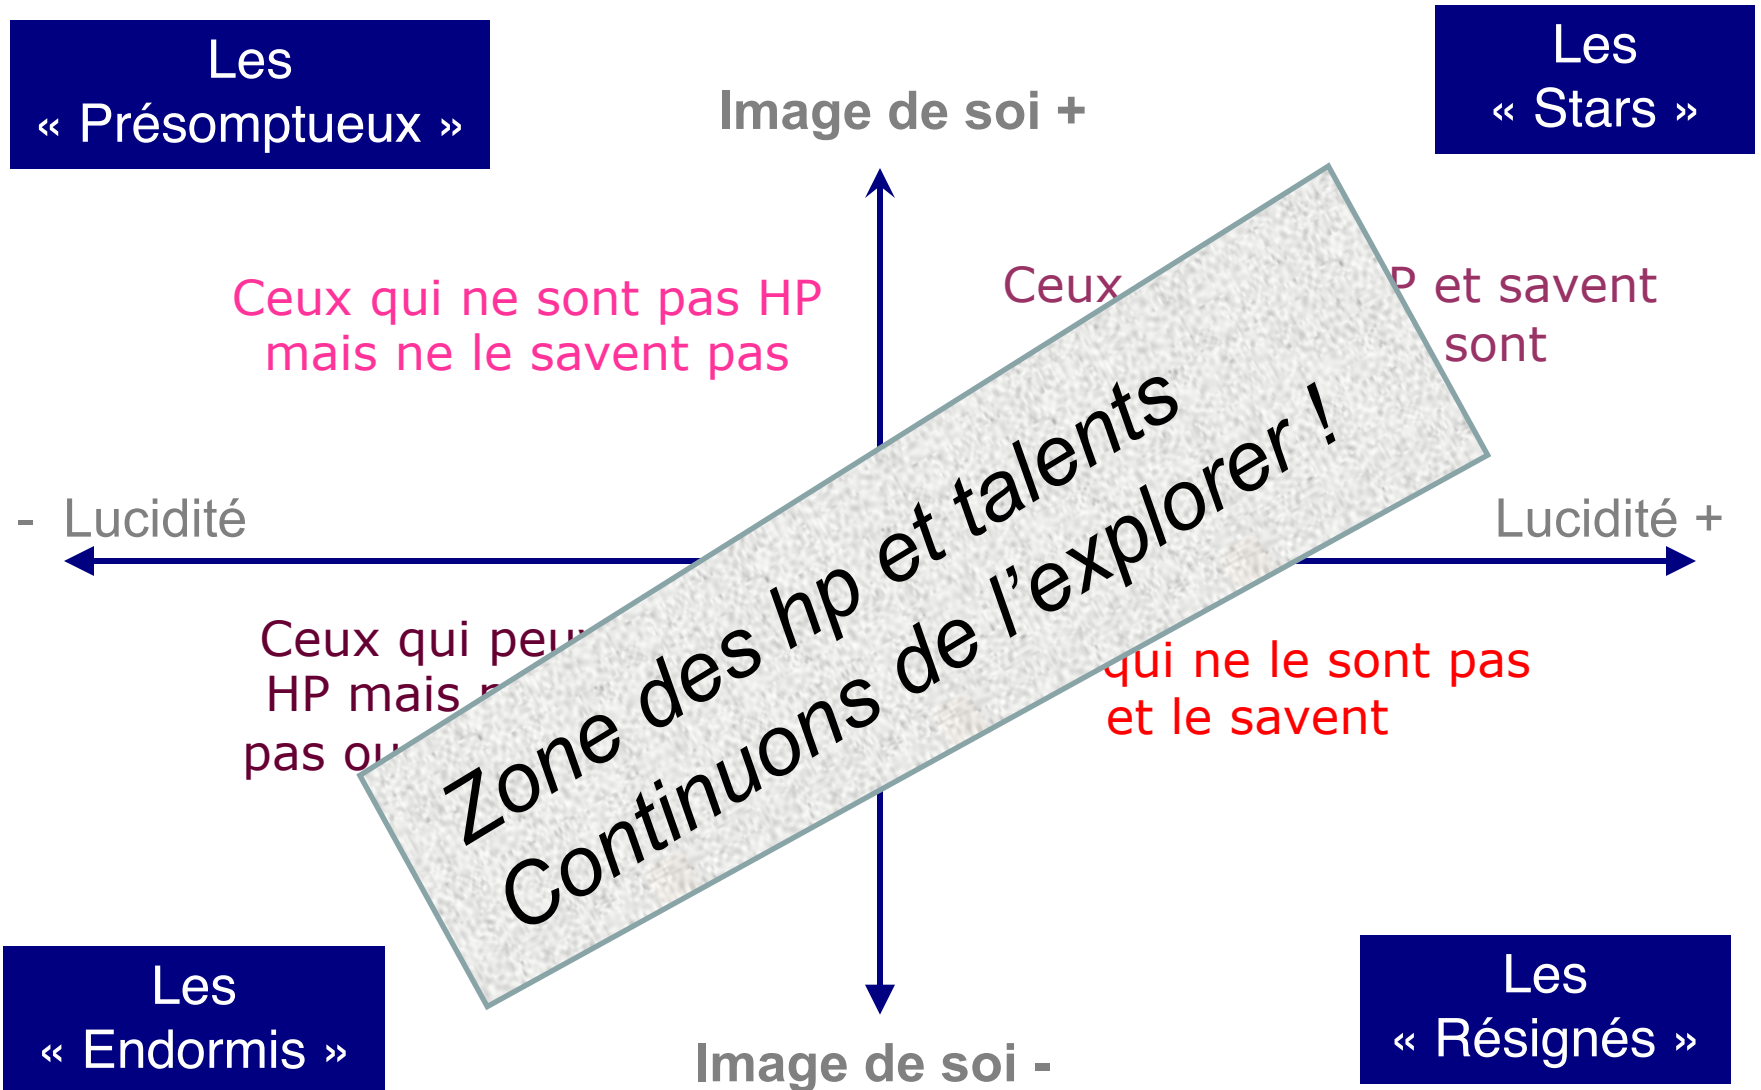 Les
« Présomptueux »
Les
« Stars »
Image de soi +
Ceux qui ne sont pas HP
mais ne le savent pas
Ceux et savent
sont
- Lucidité
Lucidité +
Zone des hp et talents
Continuons de l’explorer !
Ceux qui
HP mais
pas
qui ne le sont pas
et le savent
Les
« Endormis »
Image de soi -
Les
« Résignés »